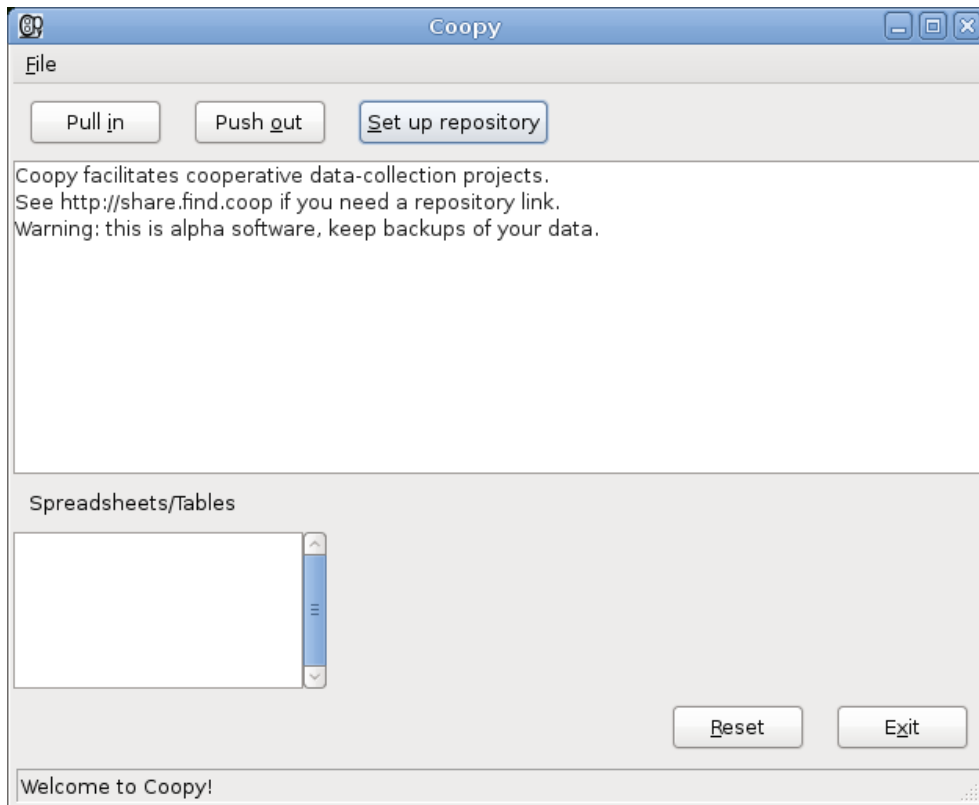 Coopy
File
Pull in
Push out
Set up repository
Coopy facilitates cooperative data-collection projects.
See http://share.find.coop if you need a repository link.
Warning: this is alpha software, keep backups of your data.
Spreadsheets/Tables
Reset
Exit
Welcome to Coopy!